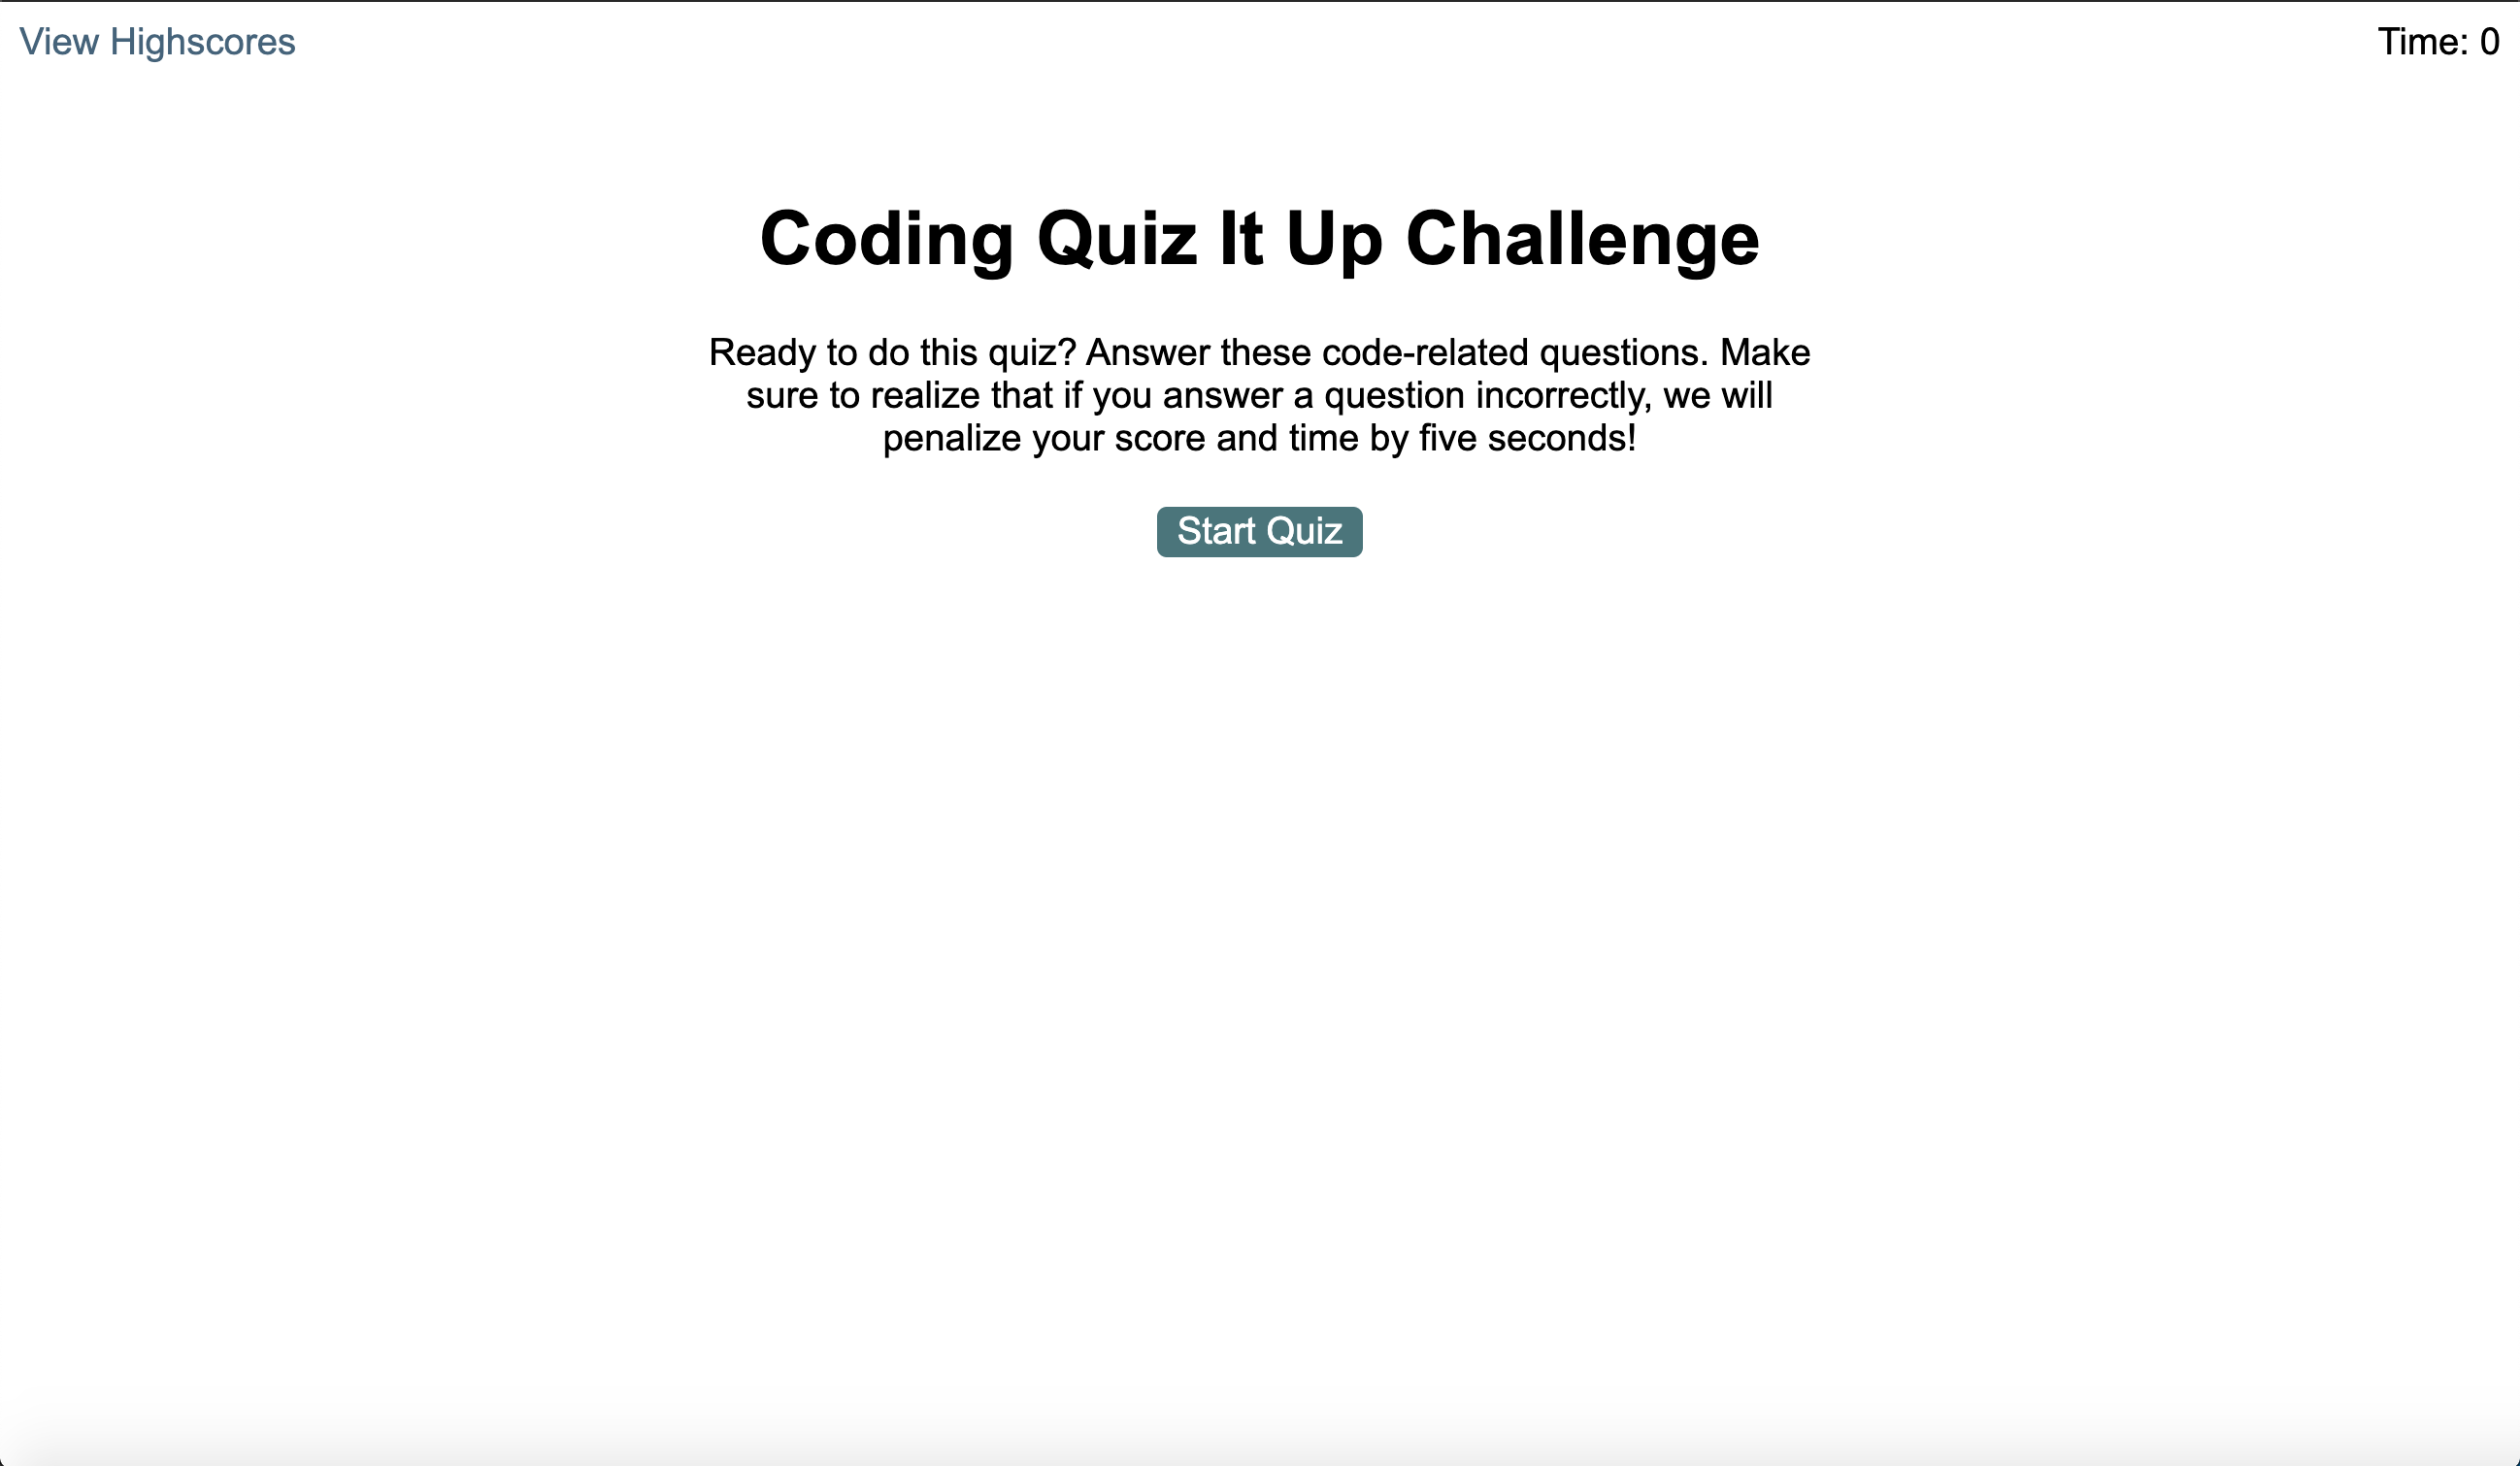 View Highscores
Time: 0
Coding Quiz It Up Challenge
Ready to do this quiz? Answer these code-related questions. Make
sure to realize that if you answer a question incorrectly, we will
penalize your score and time by five seconds!
Start Quiz